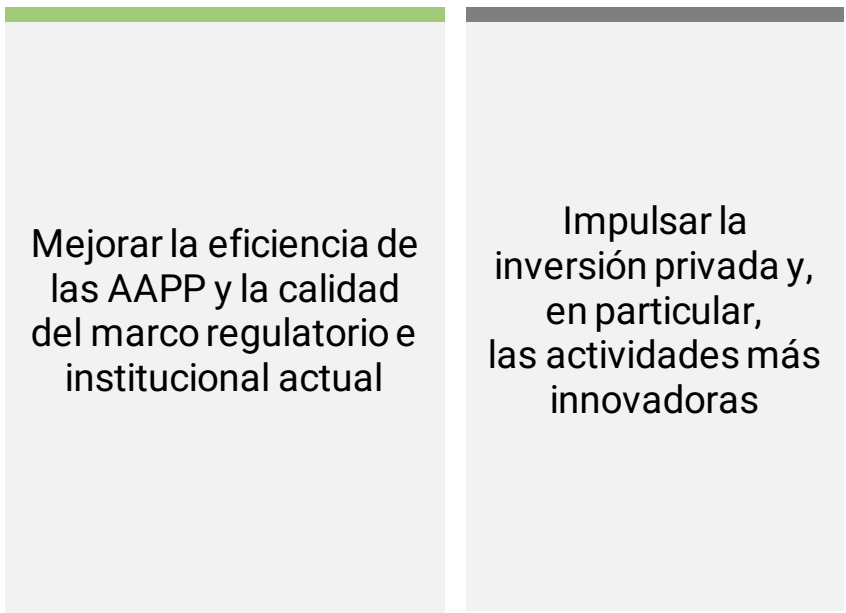 Mejorar la eficiencia de
las AAPP y la calidad
del marco regulatorio e
institucional actual
Impulsar la
inversión privada y,
en particular,
las actividades más
innovadoras